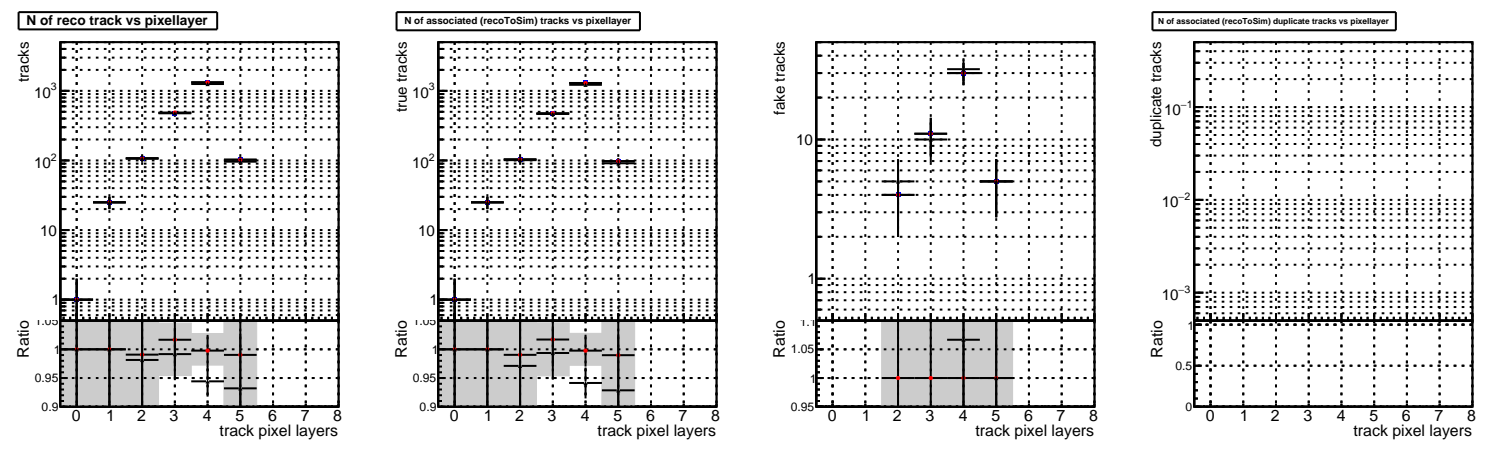 N of reco track vs pixellayer
tracks
10³
10²
10
1
Ratio
1.05
1
0.95
0.9
0 1 2 3 4 5 6 7 8
track pixel layers
N of associated (recoToSim) tracks vs pixellayer
true tracks
10³
10²
10
1
Ratio
1.05
1
0.95
0.9
0 1 2 3 4 5 6 7 8
track pixel layers
fake tracks
10
1
Ratio
1.1
1.05
1
0.95
0 1 2 3 4 5 6 7 8
track pixel layers
N of associated (recoToSim) duplicate tracks vs pixellayer
duplicate tracks
10⁻¹
10⁻²
10⁻³
Ratio
1
0.5
0
0 1 2 3 4 5 6 7 8
track pixel layers